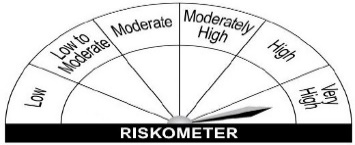 Low
Low to
Moderate
Moderate
Moderately
High
High
Very
High
RISKOMETER